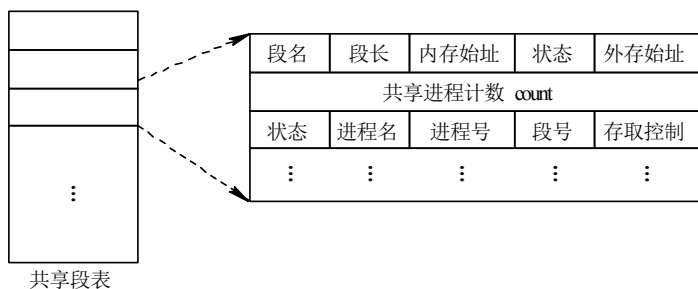 段名 段长 内存始址 状态 外存始址
共享进程计数 count
状态 进程名 进程号 段号 存取控制
⋮ ⋮ ⋮ ⋮ ⋮
⋮
共享段表